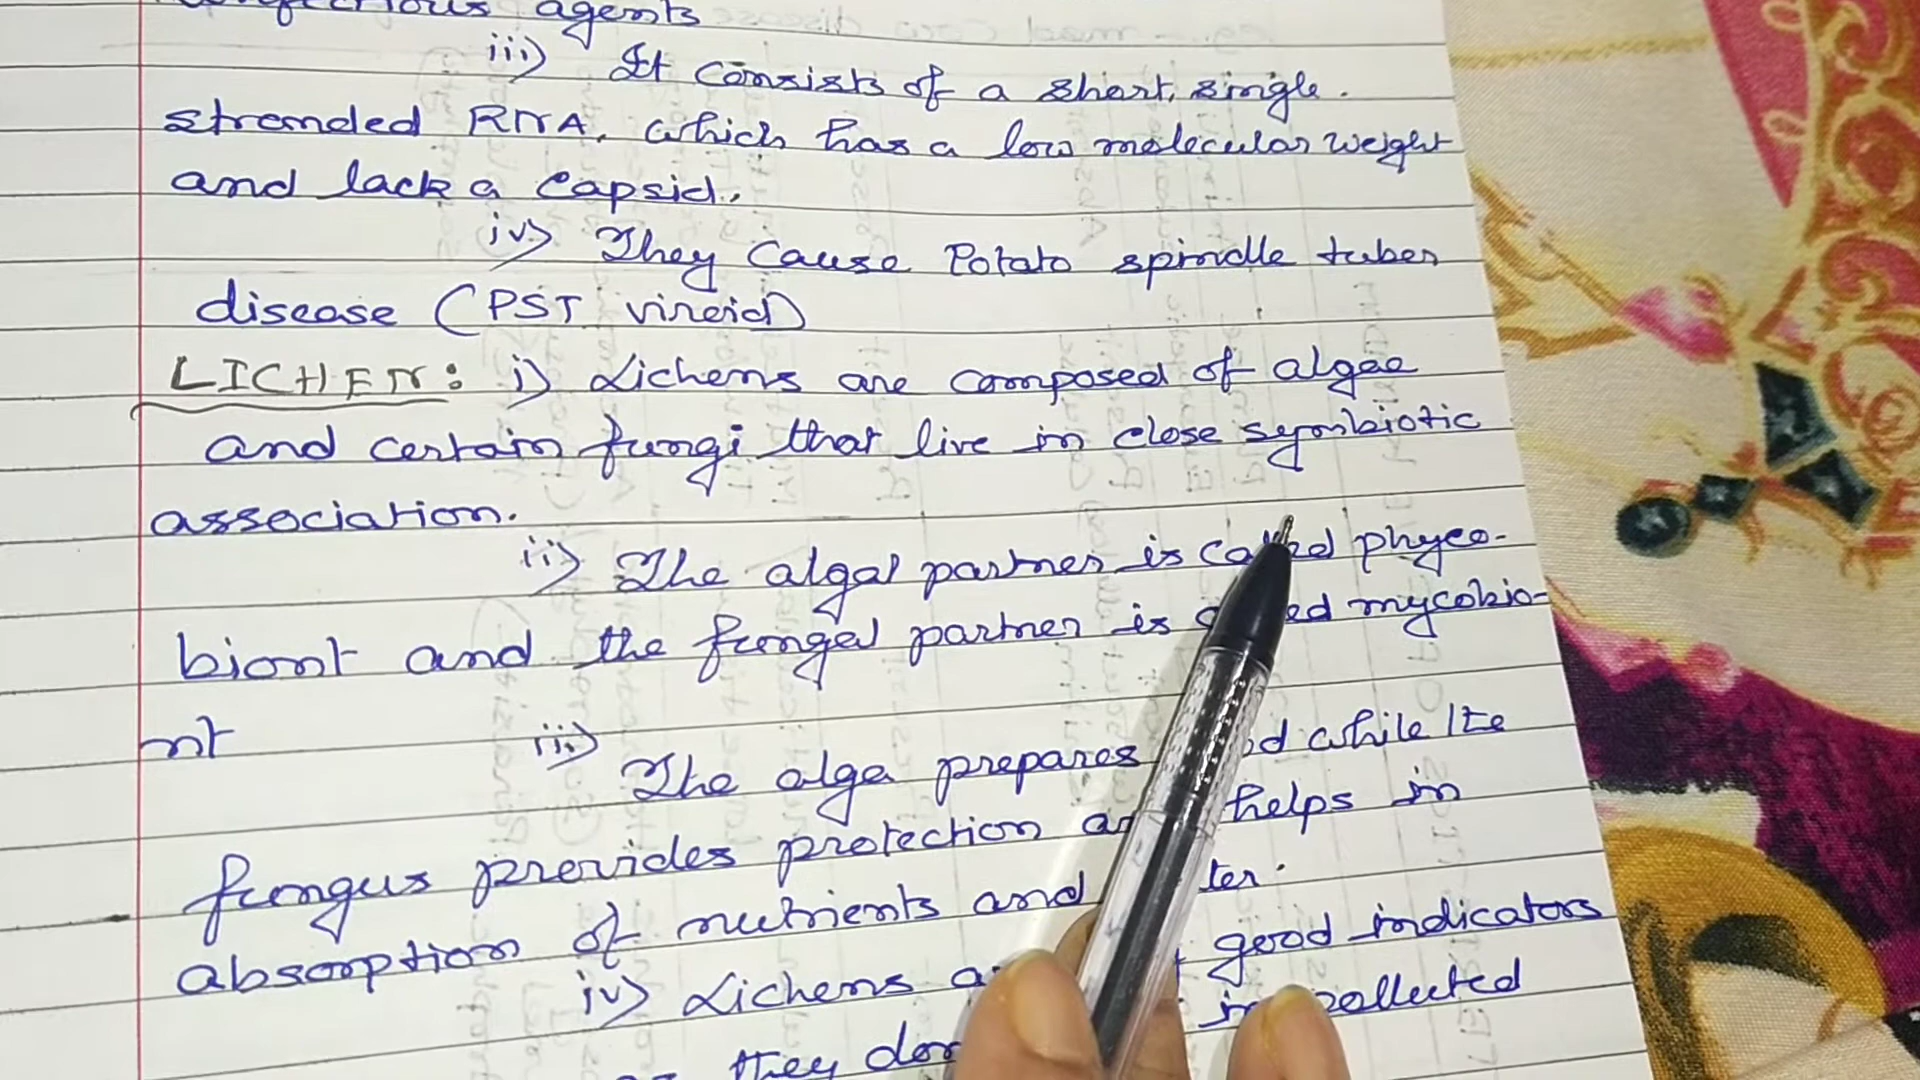 agents
iii) It consists of a short, single.
stranded RNA, which has a low molecular weight
and lack a capsid.
iv) They cause Potato spindle tuber
disease (PST viroid)
LICHEN: i) Lichens are composed of algae
and certain fungi that live in close symbiotic
association.
ii) The algal partner is called phyco-
biont and the fungal partner is mycobio-
nt
iii) The alga prepares while the
fungus provides protection helps in
absorption of nutrients and
iv) Lichens good indicators
they in polluted